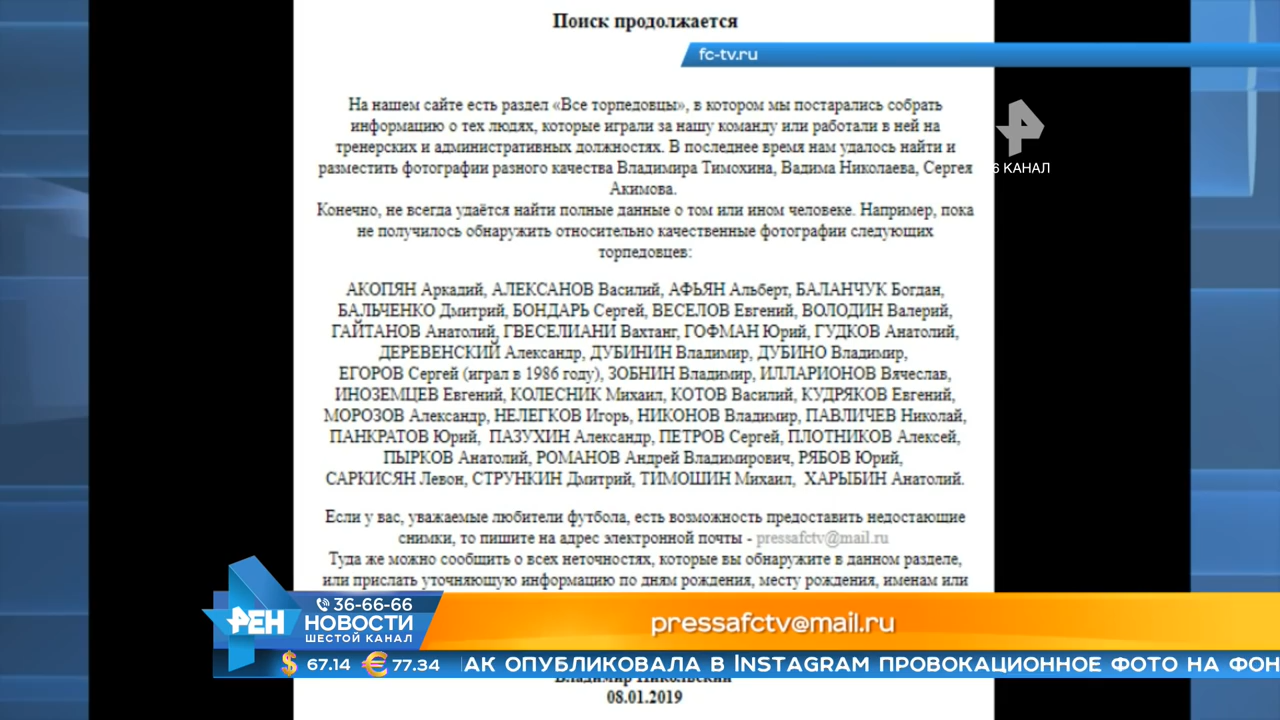 Поиск продолжается
fc-tv.ru
На нашем сайте есть раздел «Все торпедовцы», в котором мы постарались собрать
информацию о тех людях, которые играли за нашу команду или работали в ней на
тренерских и административных должностях. В последнее время нам удалось найти и
разместить фотографии разного качества Владимира Тимохина, Вадима Николаева, Сергея
Акимова.
6 КАНАЛ
Конечно, не всегда удаётся найти полные данные о том или ином человеке. Например, пока
не получилось обнаружить относительно качественные фотографии следующих
торпедовцев:
АКОПЯН Аркадий, АЛЕКСАНОВ Василий, АФЬЯН Альберт, БАЛАНЧУК Богдан,
БАЛЬЧЕНКО Дмитрий, БОНДАРЬ Сергей, ВЕСЕЛОВ Евгений, ВОЛОДИН Валерий,
ГАЙТАНОВ Анатолий, ГВЕСЕЛИАНИ Вахтанг, ГОФМАН Юрий, ГУДКОВ Анатолий,
ДЕРЕВЕНСКИЙ Александр, ДУБИНИН Владимир, ДУБИНО Владимир,
ЕГОРОВ Сергей (играл в 1986 году), ЗОБНИН Владимир, ИЛЛАРИОНОВ Вячеслав,
ИНОЗЕМЦЕВ Евгений, КОЛЕСНИК Михаил, КОТОВ Василий, КУДРЯКОВ Евгений,
МОРОЗОВ Александр, НЕЛЕГКОВ Игорь, НИКОНОВ Владимир, ПАВЛИЧЕВ Николай,
ПАНКРАТОВ Юрий, ПАЗУХИН Александр, ПЕТРОВ Сергей, ПЛОТНИКОВ Алексей,
ПЫРКОВ Анатолий, РОМАНОВ Андрей Владимирович, РЯБОВ Юрий,
САРКИСЯН Левон, СТРУНКИН Дмитрий, ТИМОШИН Михаил, ХАРЫБИН Анатолий.
Если у вас, уважаемые любители футбола, есть возможность предоставить недостающие
снимки, то пишите на адрес электронной почты - pressafctv@mail.ru
Туда же можно сообщить о всех неточностях, которые вы обнаружите в данном разделе,
или прислать уточняющую информацию по дням рождения, месту рождения, именам или
36-66-66
РЕН НОВОСТИ
ШЕСТОЙ КАНАЛ
pressafctv@mail.ru
$ 67.14 € 77.34 АК ОПУБЛИКОВАЛА В INSTAGRAM ПРОВОКАЦИОННОЕ ФОТО НА ФОН
Владимир Никольский
08.01.2019